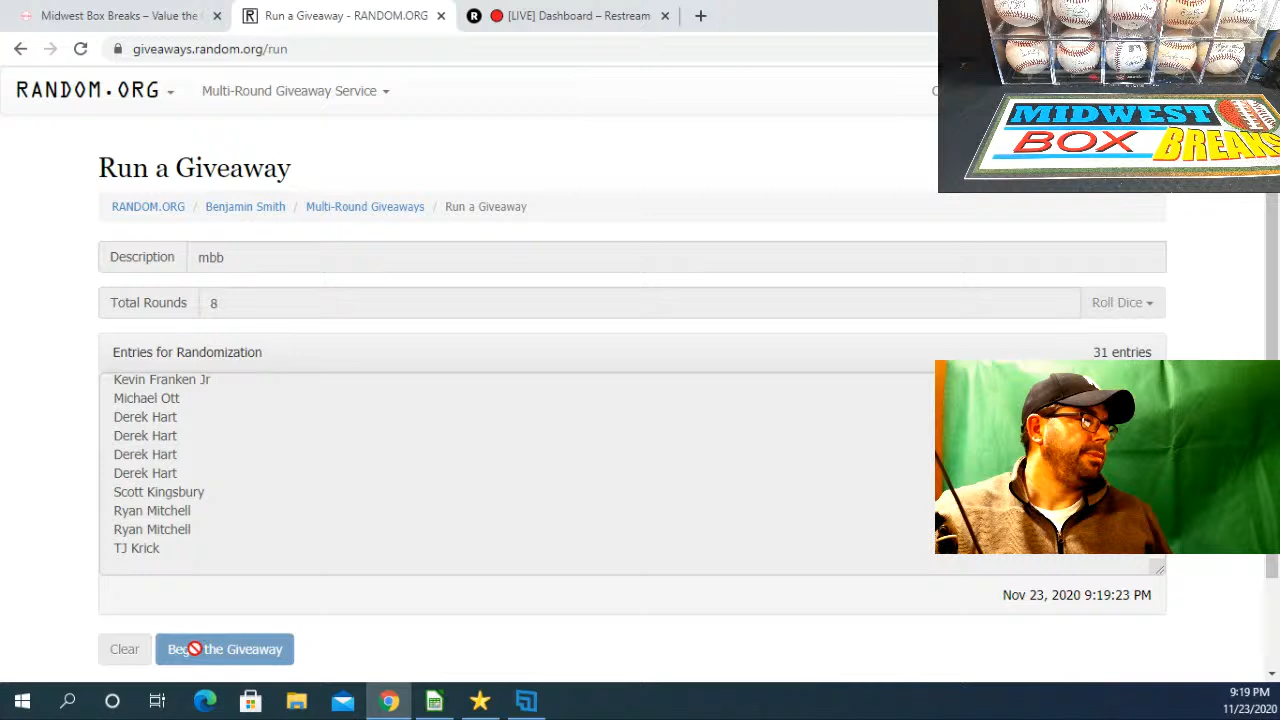 Midwest Box Breaks – Value the
Run a Giveaway - RANDOM.ORG
[LIVE] Dashboard – Restream
giveaways.random.org/run
RANDOM.ORG
Multi-Round Giveaway Service
MIDWEST
BOX BREAKS
Run a Giveaway
RANDOM.ORG / Benjamin Smith / Multi-Round Giveaways / Run a Giveaway
Description mbb
Total Rounds 8 Roll Dice
Entries for Randomization 31 entries
Kevin Franken Jr
Michael Ott
Derek Hart
Derek Hart
Derek Hart
Derek Hart
Scott Kingsbury
Ryan Mitchell
Ryan Mitchell
TJ Krick
Nov 23, 2020 9:19:23 PM
Clear
the Giveaway
9:19 PM
11/23/2020